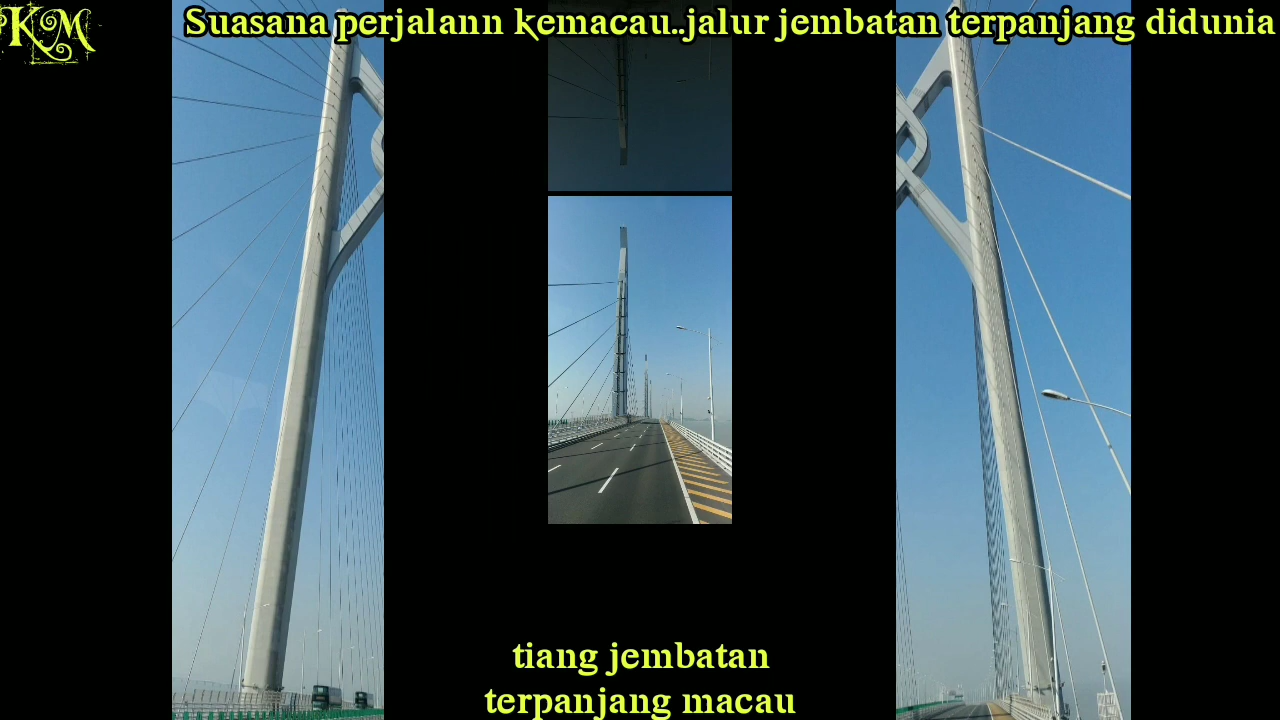 KM
Suasana perjalann kemacau..jalur jembatan terpanjang didunia
tiang jembatan
terpanjang macau